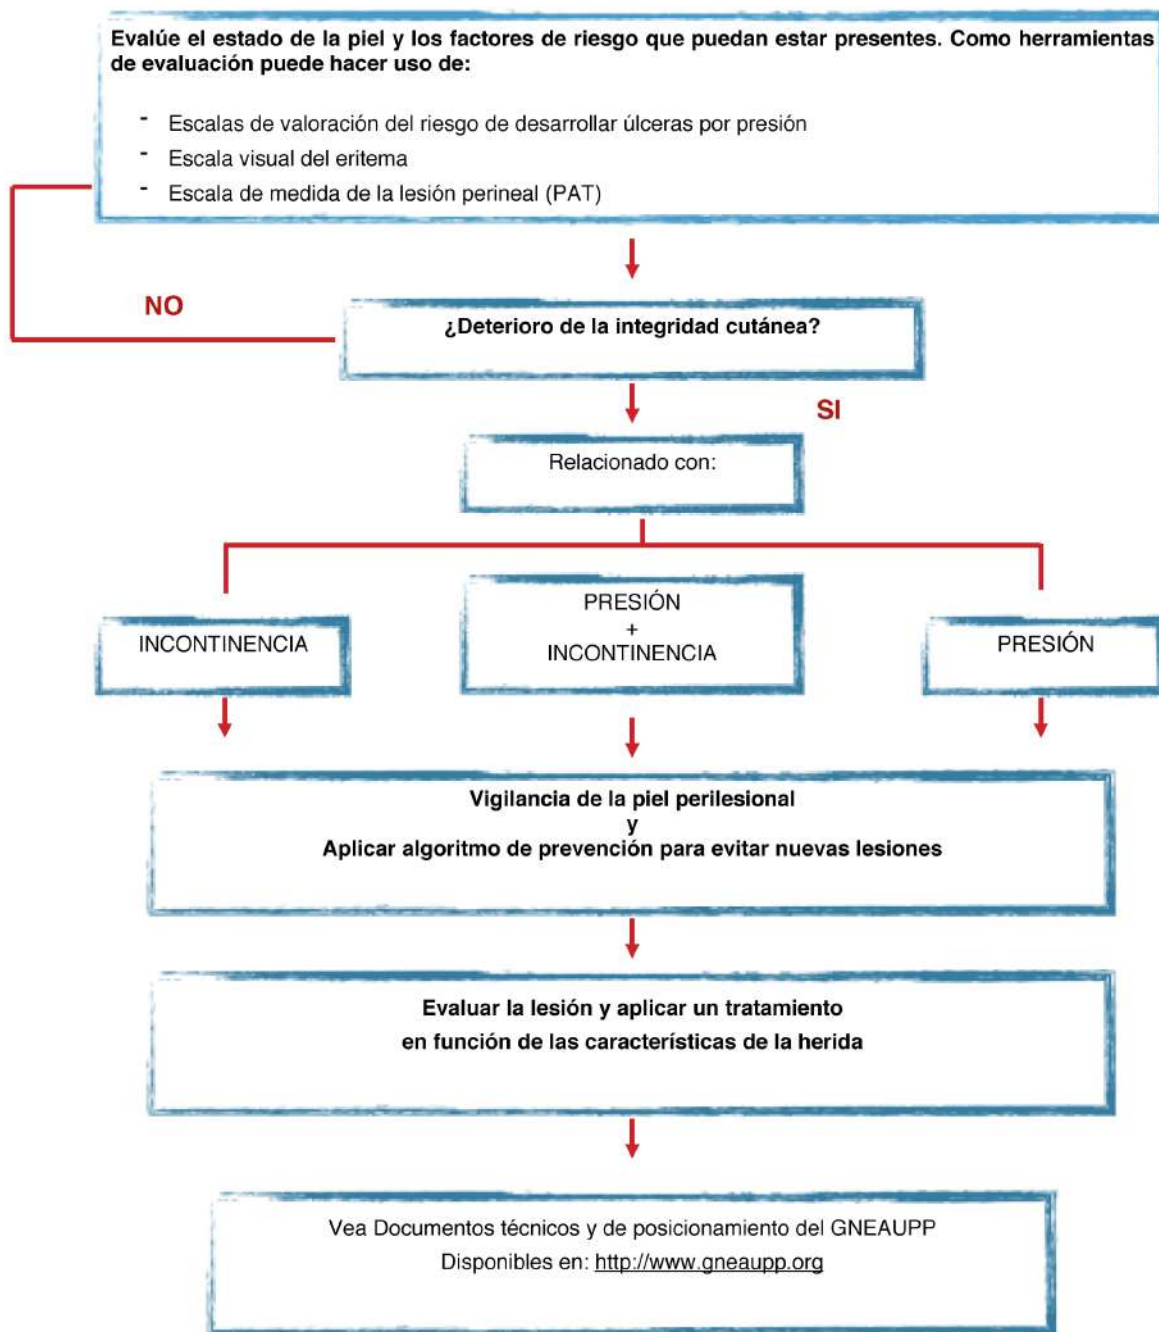 Evalúe el estado de la piel y los factores de riesgo que puedan estar presentes. Como herramientas
de evaluación puede hacer uso de:
- Escalas de valoración del riesgo de desarrollar úlceras por presión
- Escala visual del eritema
- Escala de medida de la lesión perineal (PAT)
NO
¿Deterioro de la integridad cutánea?
SI
Relacionado con:
INCONTINENCIA
PRESIÓN
+
INCONTINENCIA
PRESIÓN
Vigilancia de la piel perilesional
y
Aplicar algoritmo de prevención para evitar nuevas lesiones
Evaluar la lesión y aplicar un tratamiento
en función de las características de la herida
Vea Documentos técnicos y de posicionamiento del GNEAUPP
Disponibles en: http://www.gneaupp.org